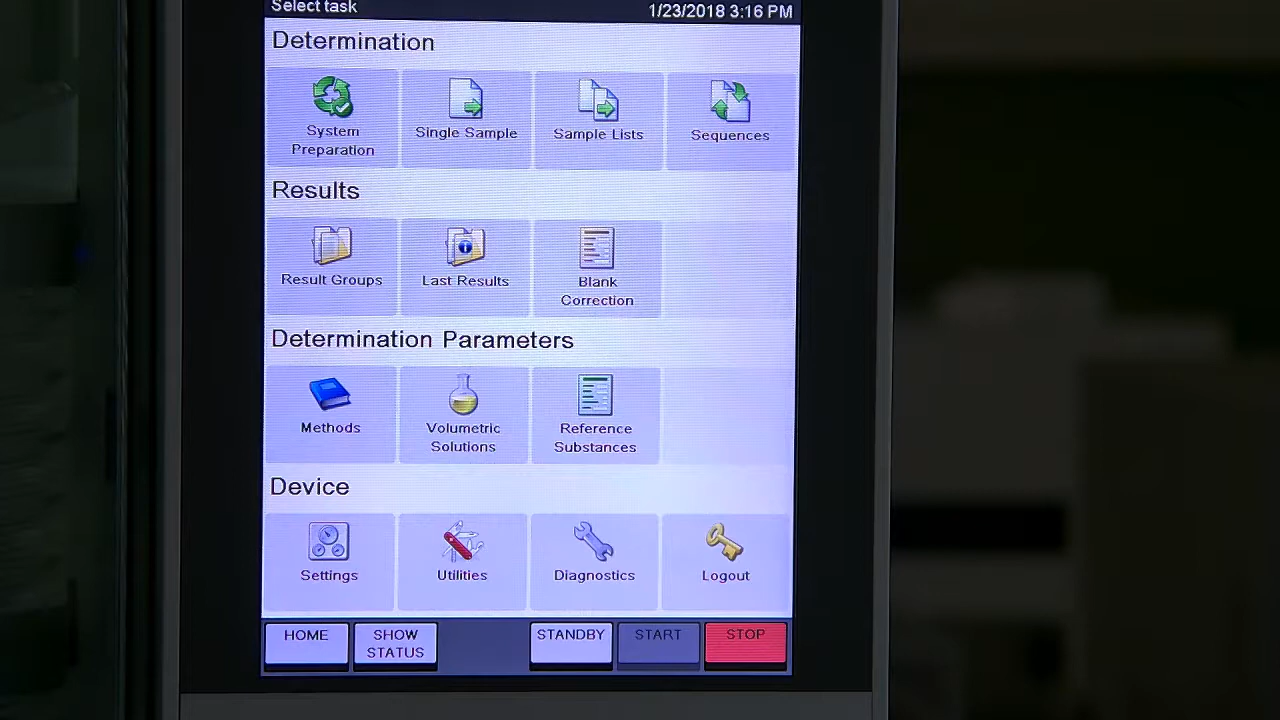 Select task 1/23/2018 3:16 PM
Determination
System Preparation
Single Sample
Sample Lists
Sequences
Results
Result Groups
Last Results
Blank Correction
Determination Parameters
Methods
Volumetric Solutions
Reference Substances
Device
Settings
Utilities
Diagnostics
Logout
HOME
SHOW STATUS
STANDBY
START
STOP